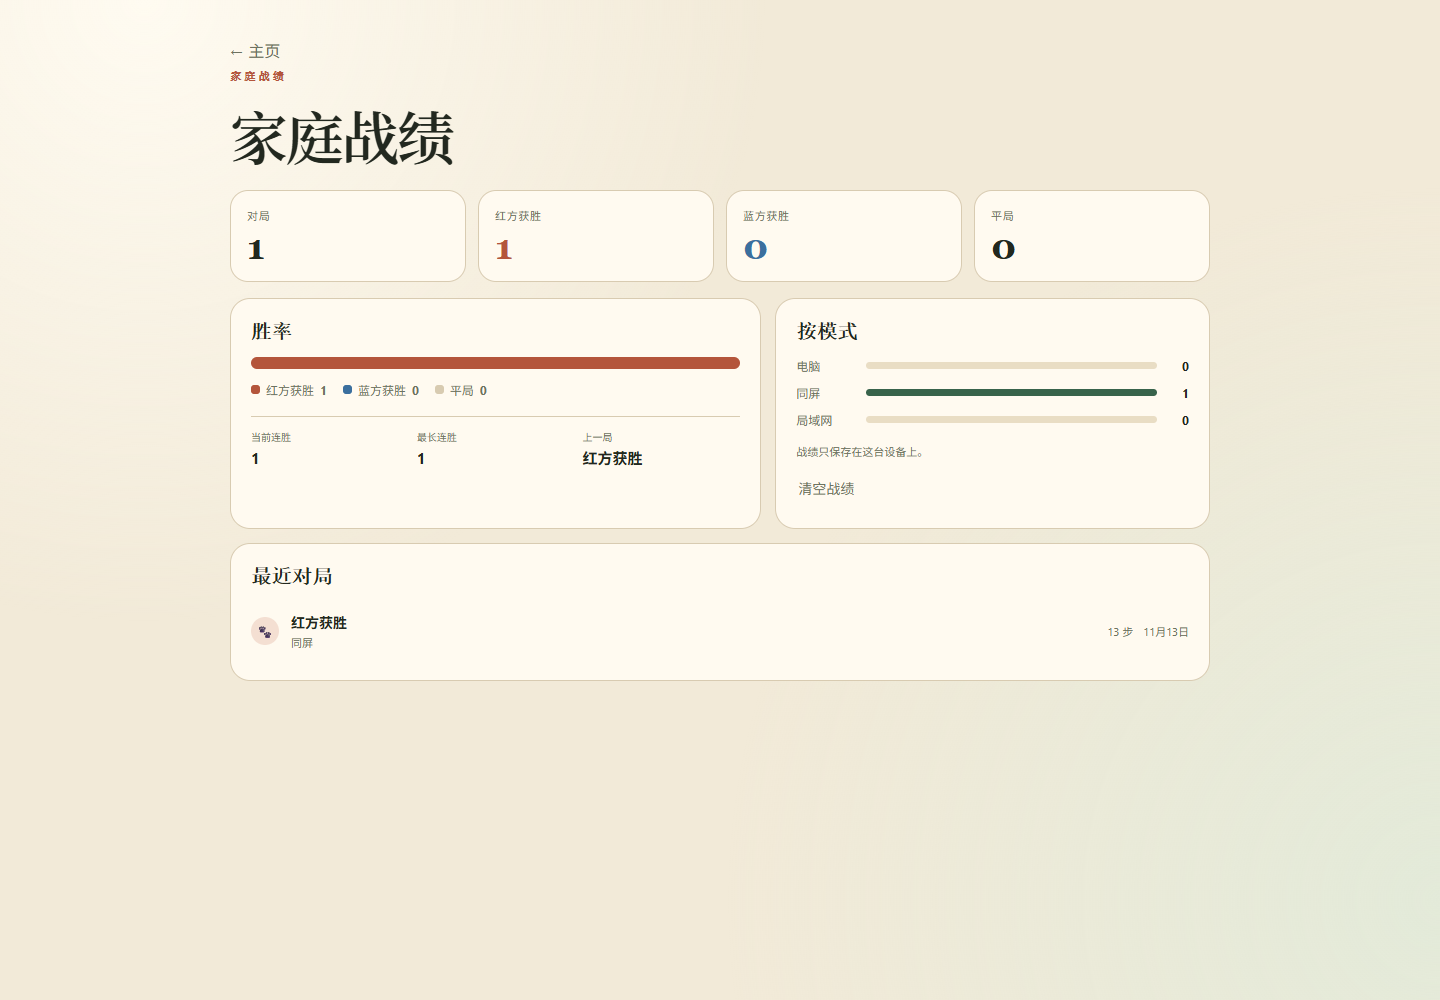 ← 主页
家庭战绩
家庭战绩
对局
1
红方获胜
1
蓝方获胜
0
平局
0
胜率
红方获胜 1 蓝方获胜 0 平局 0
当前连胜 最长连胜 上一局
1 1 红方获胜
按模式
电脑 0
同屏 1
局域网 0
战绩只保存在这台设备上。
清空战绩
最近对局
红方获胜
同屏
13 步 11月13日